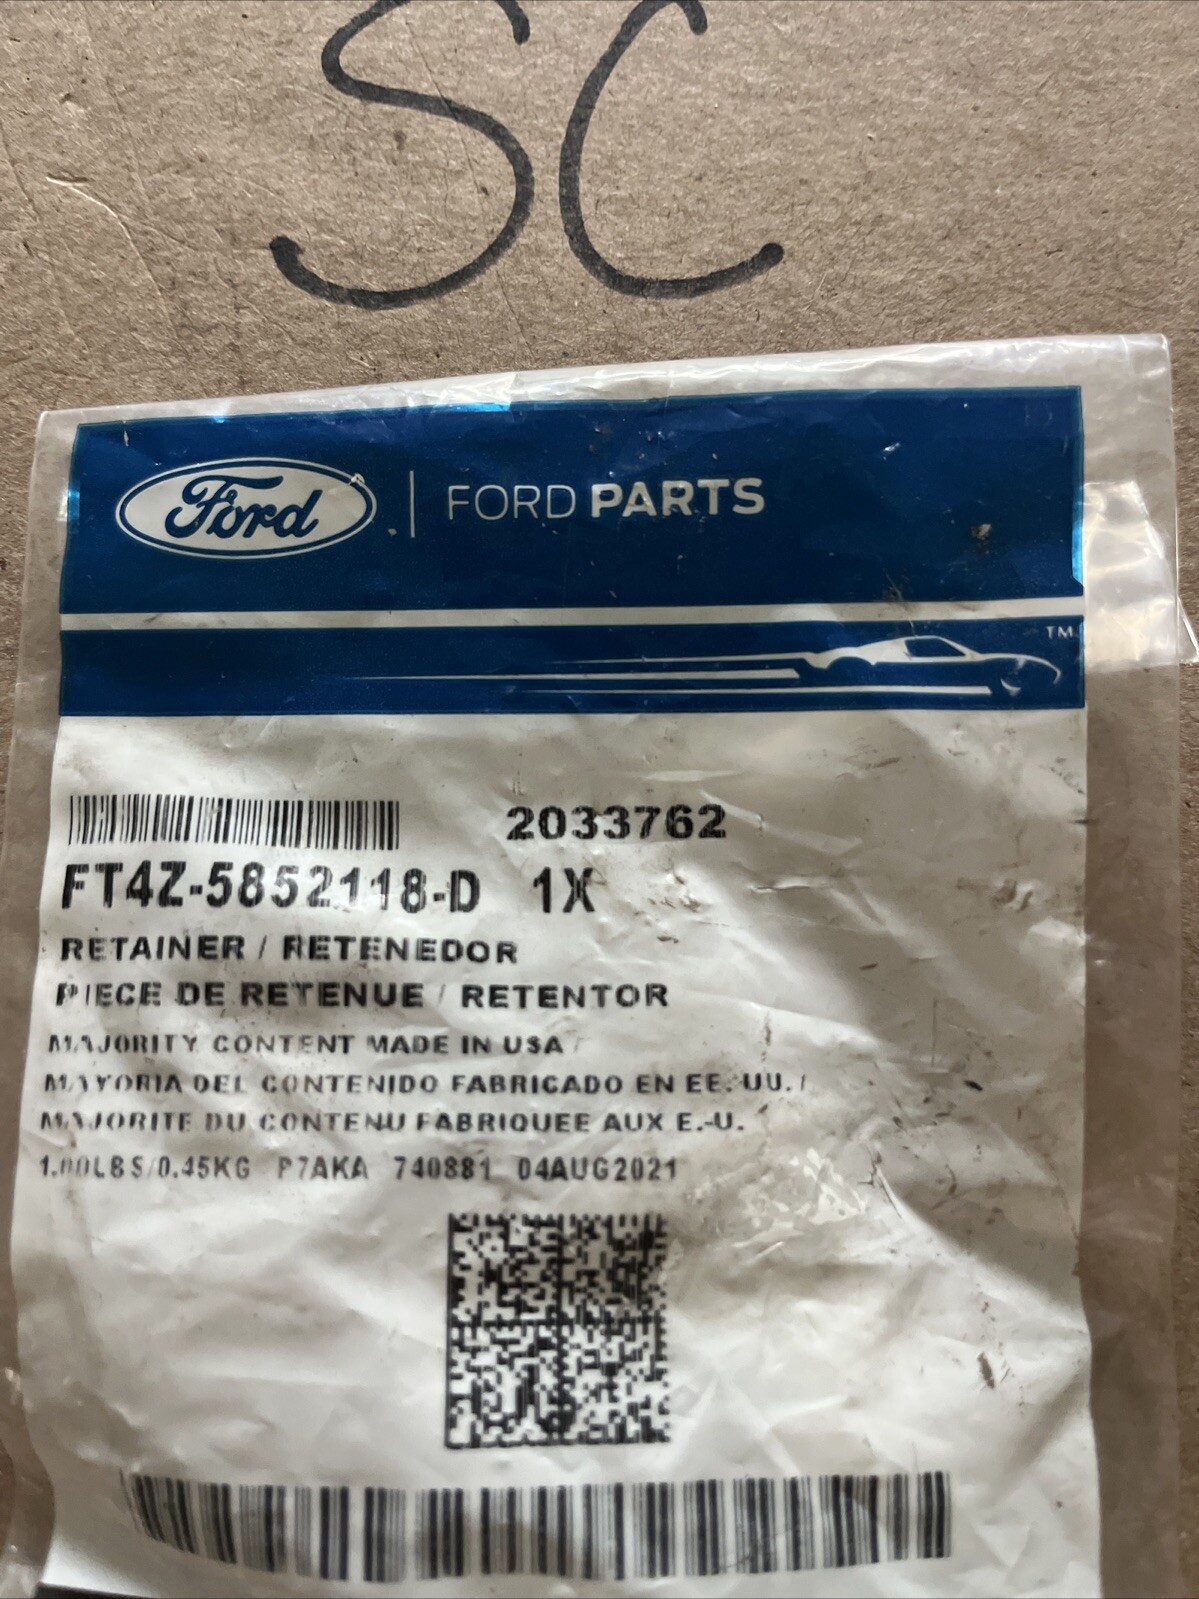 SC
Ford | FORD PARTS
TM
2033762
FT4Z-5852118-D 1X
RETAINER / RETENEDOR
PIECE DE RETENUE / RETENTOR
MAJORITY CONTENT MADE IN USA /
MAYORIA DEL CONTENIDO FABRICADO EN EE. UU. /
MAJORITE DU CONTENU FABRIQUEE AUX E.-U.
1.00LBS/0.45KG P7AKA 740881 04AUG2021